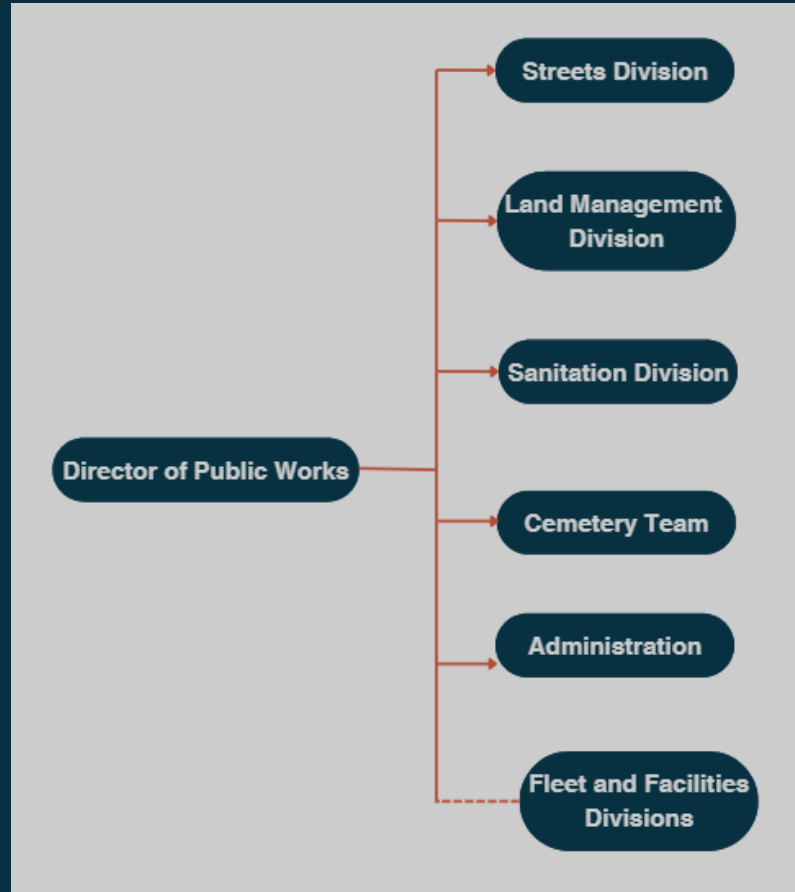 Streets Division
Land Management
Division
Sanitation Division
Director of Public Works
Cemetery Team
Administration
Fleet and Facilities
Divisions